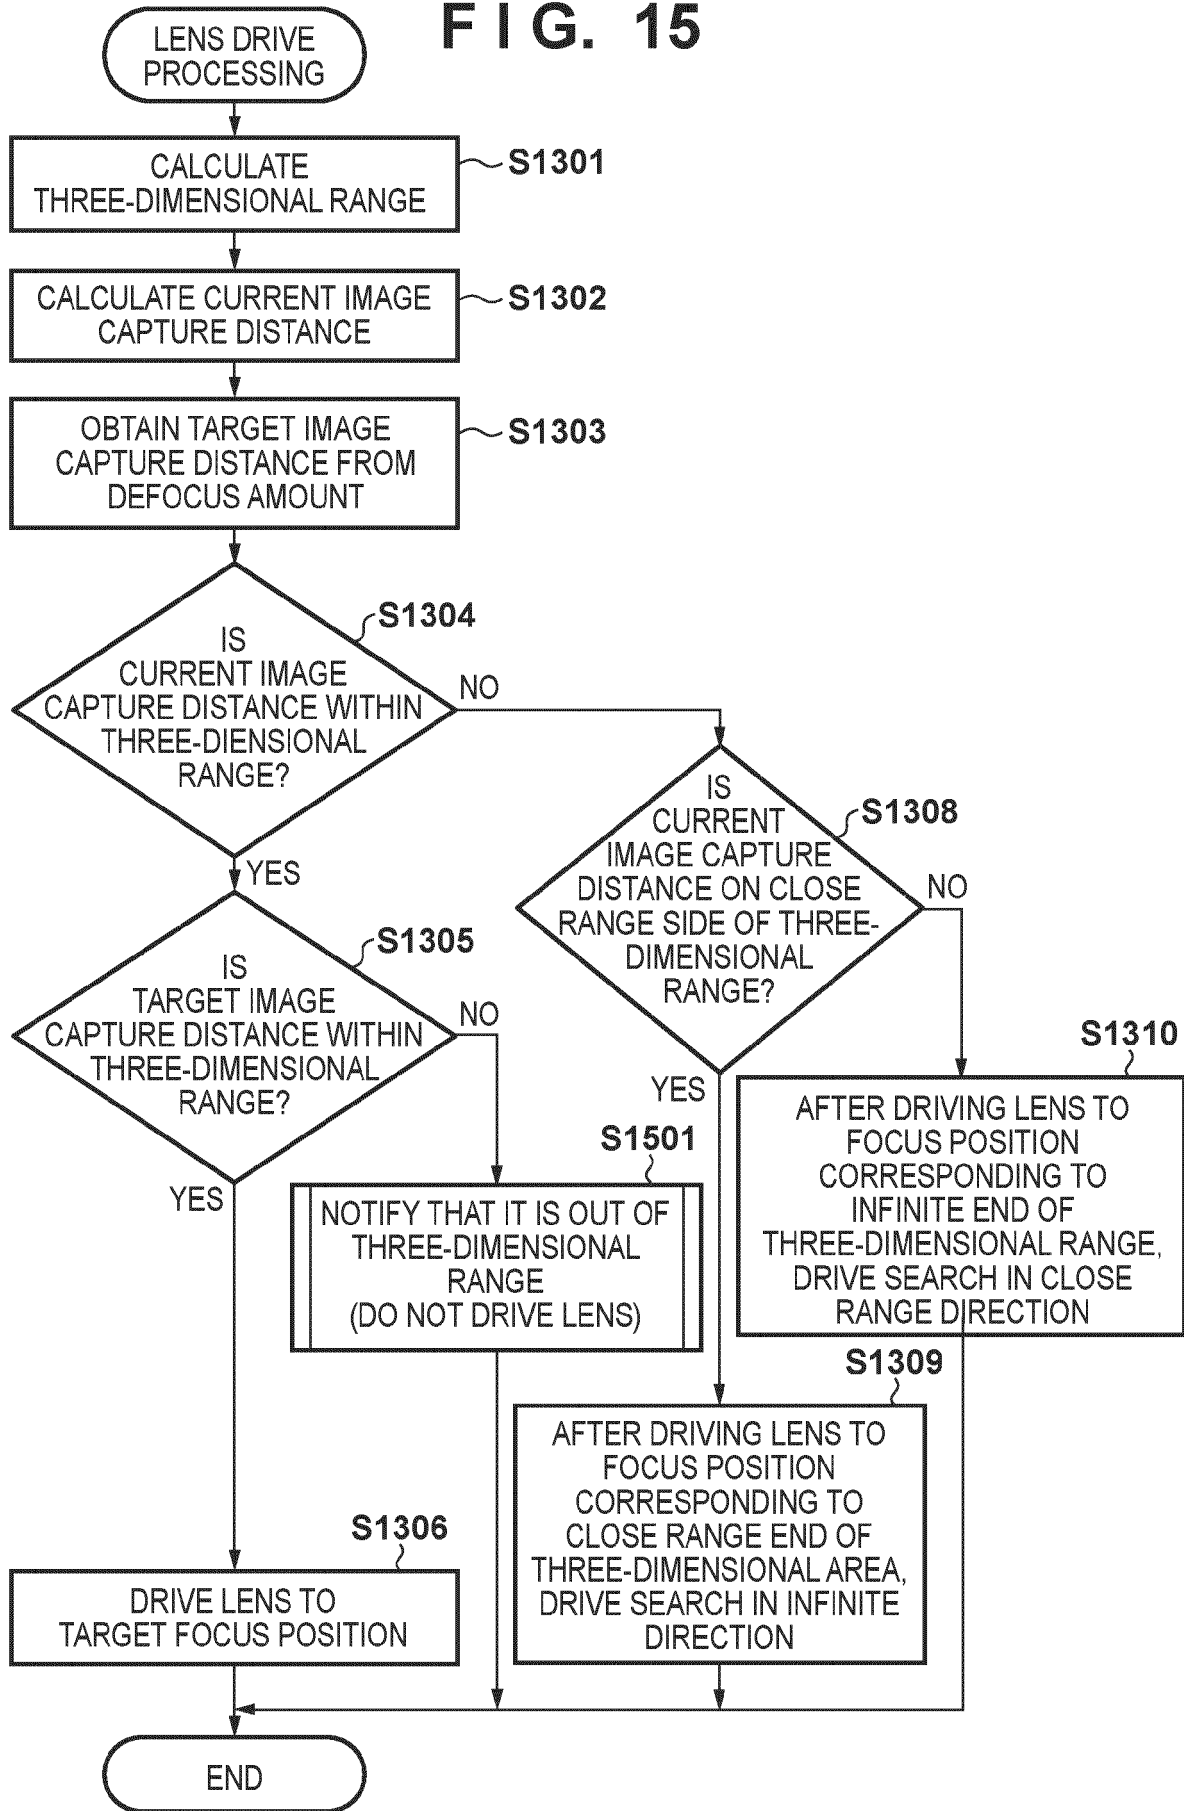 FIG. 15
LENS DRIVE
PROCESSING
S1301
CALCULATE
THREE-DIMENSIONAL RANGE
S1302
CALCULATE CURRENT IMAGE
CAPTURE DISTANCE
S1303
OBTAIN TARGET IMAGE
CAPTURE DISTANCE FROM
DEFOCUS AMOUNT
S1304
IS
CURRENT IMAGE
CAPTURE DISTANCE WITHIN
THREE-DIENSIONAL
RANGE?
NO
YES
S1308
IS
CURRENT
IMAGE CAPTURE
DISTANCE ON CLOSE
RANGE SIDE OF THREE-
DIMENSIONAL
RANGE?
NO
YES
S1305
IS
TARGET IMAGE
CAPTURE DISTANCE WITHIN
THREE-DIMENSIONAL
RANGE?
NO
YES
S1310
AFTER DRIVING LENS TO
FOCUS POSITION
CORRESPONDING TO
INFINITE END OF
THREE-DIMENSIONAL RANGE,
DRIVE SEARCH IN CLOSE
RANGE DIRECTION
S1501
NOTIFY THAT IT IS OUT OF
THREE-DIMENSIONAL
RANGE
(DO NOT DRIVE LENS)
S1309
AFTER DRIVING LENS TO
FOCUS POSITION
CORRESPONDING TO
CLOSE RANGE END OF
THREE-DIMENSIONAL AREA,
DRIVE SEARCH IN INFINITE
DIRECTION
S1306
DRIVE LENS TO
TARGET FOCUS POSITION
END